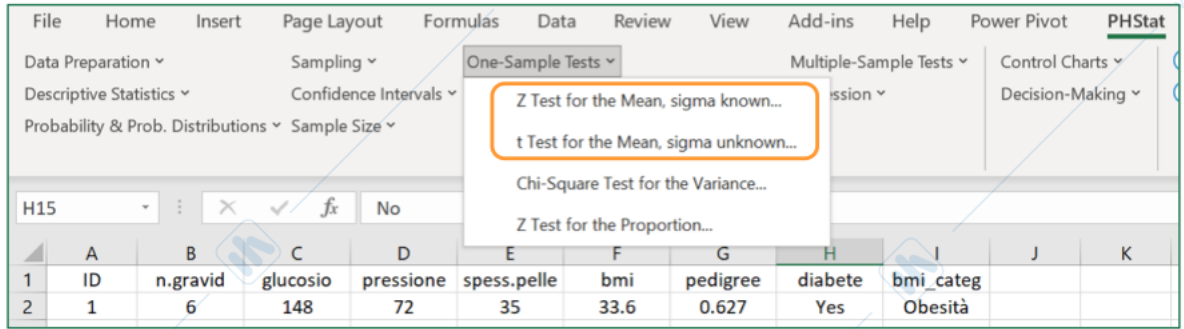 File Home Insert Page Layout Formulas Data Review View Add-ins Help Power Pivot PHStat
Data Preparation Sampling One-Sample Tests Multiple-Sample Tests Control Charts
Descriptive Statistics Confidence Intervals Decision-Making
Probability & Prob. Distributions Sample Size
Z Test for the Mean, sigma known...
t Test for the Mean, sigma unknown...
Chi-Square Test for the Variance...
Z Test for the Proportion...
H15 fx No
A B C D E F G H I J K
1 ID n.gravid glucosio pressione spess.pelle bmi pedigree diabete bmi_categ
2 1 6 148 72 35 33.6 0.627 Yes Obesità